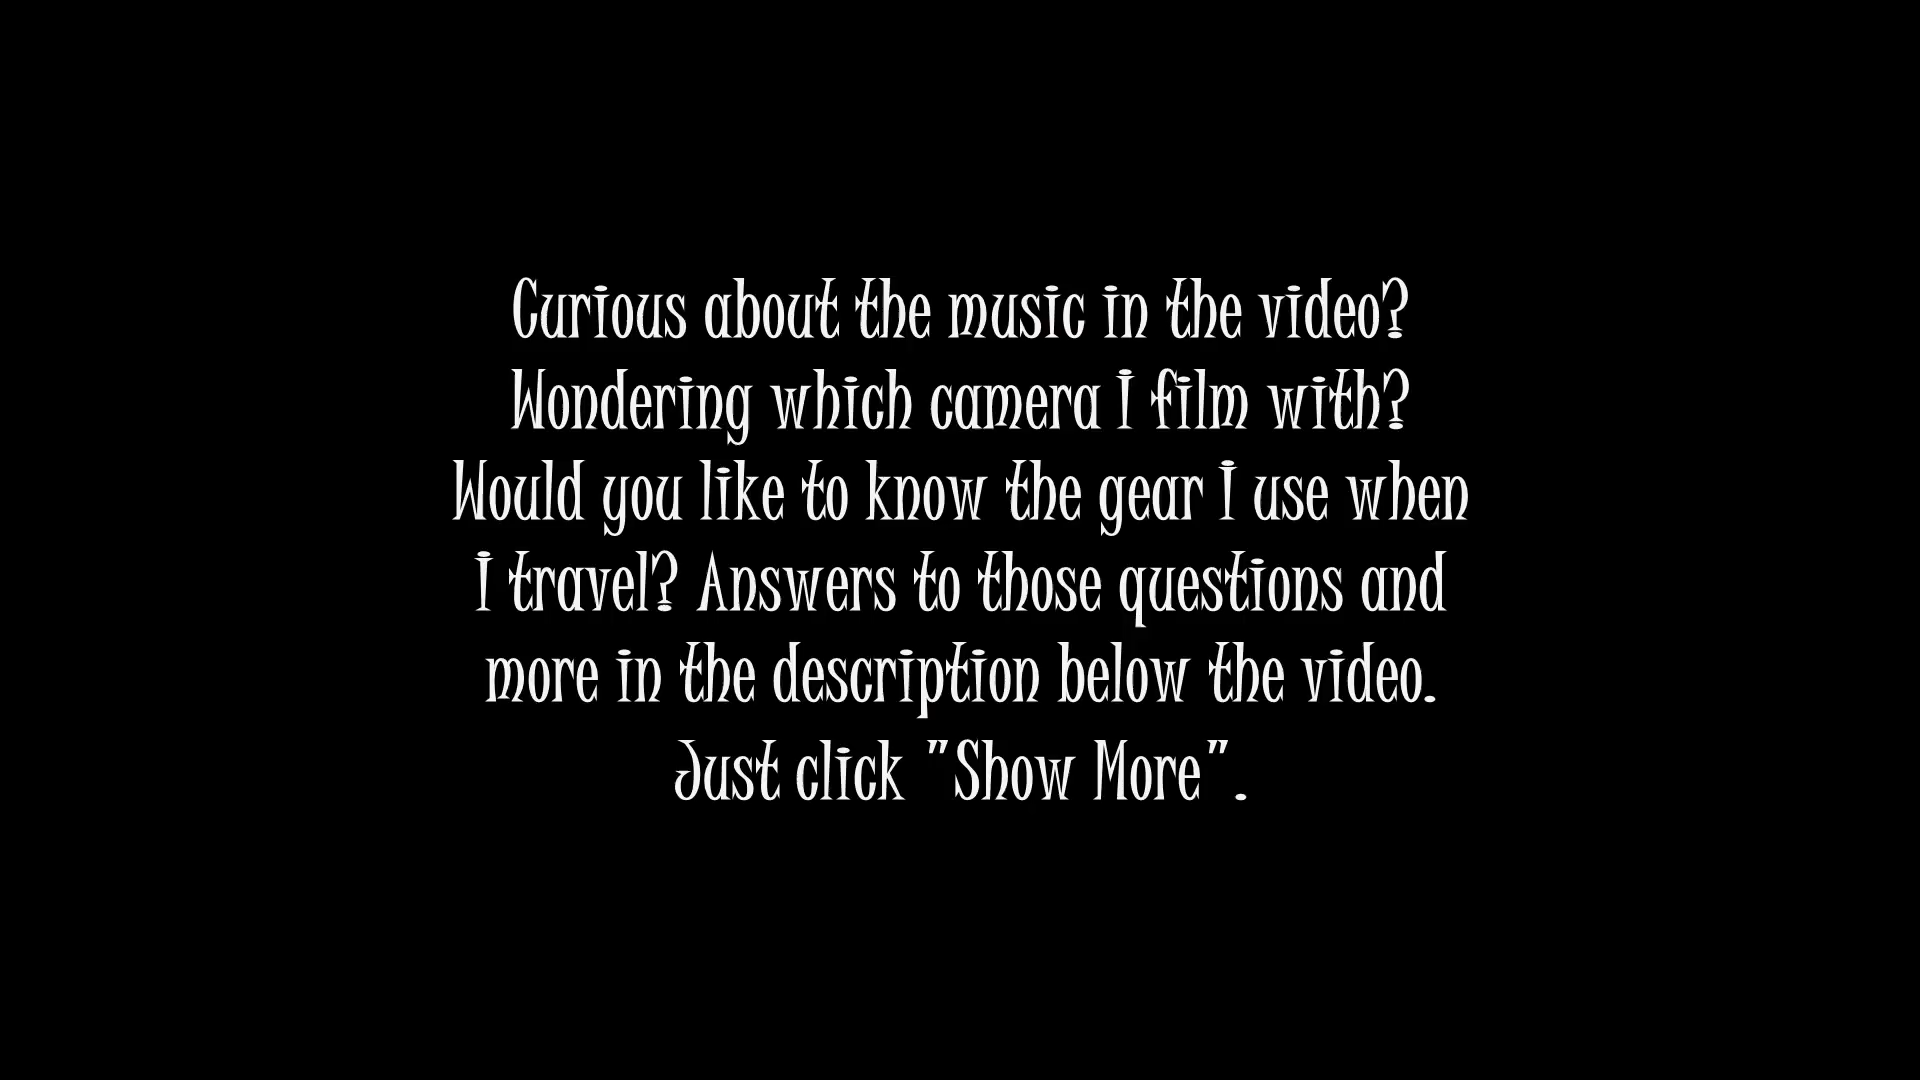 Curious about the music in the video?
Wondering which camera I film with?
Would you like to know the gear I use when
I travel? Answers to those questions and
more in the description below the video.
Just click "Show More".